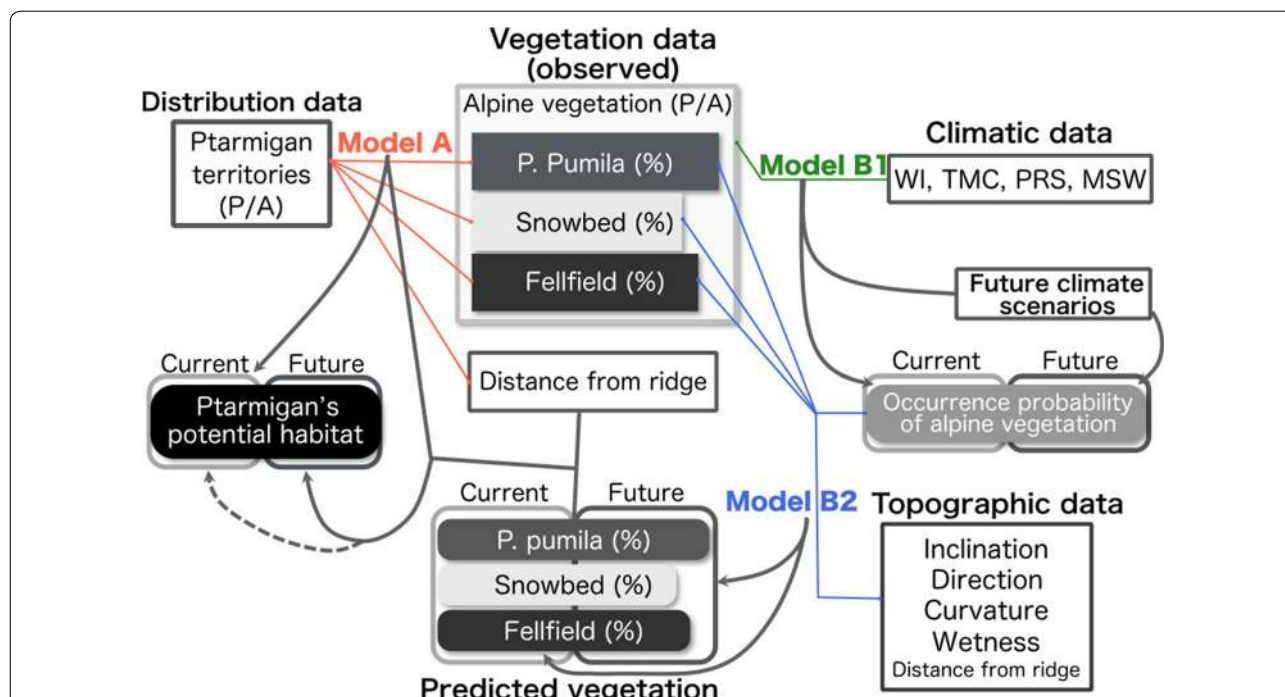 Vegetation data
(observed)
Distribution data
Ptarmigan
territories
(P/A)
Model A
Alpine vegetation (P/A)
P. Pumila (%)
Snowbed (%)
Fellfield (%)
Model B1
Climatic data
WI, TMC, PRS, MSW
Future climate
scenarios
Current Future
Ptarmigan's
potential habitat
Distance from ridge
Current Future
Occurrence probability
of alpine vegetation
Current Future
P. pumila (%)
Snowbed (%)
Fellfield (%)
Predicted vegetation
Model B2
Topographic data
Inclination
Direction
Curvature
Wetness
Distance from ridge